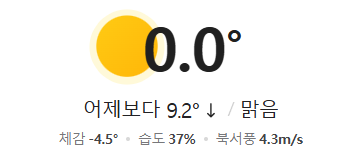 0.0°
어제보다 9.2° ↓ / 맑음
체감 -4.5° • 습도 37% • 북서풍 4.3m/s